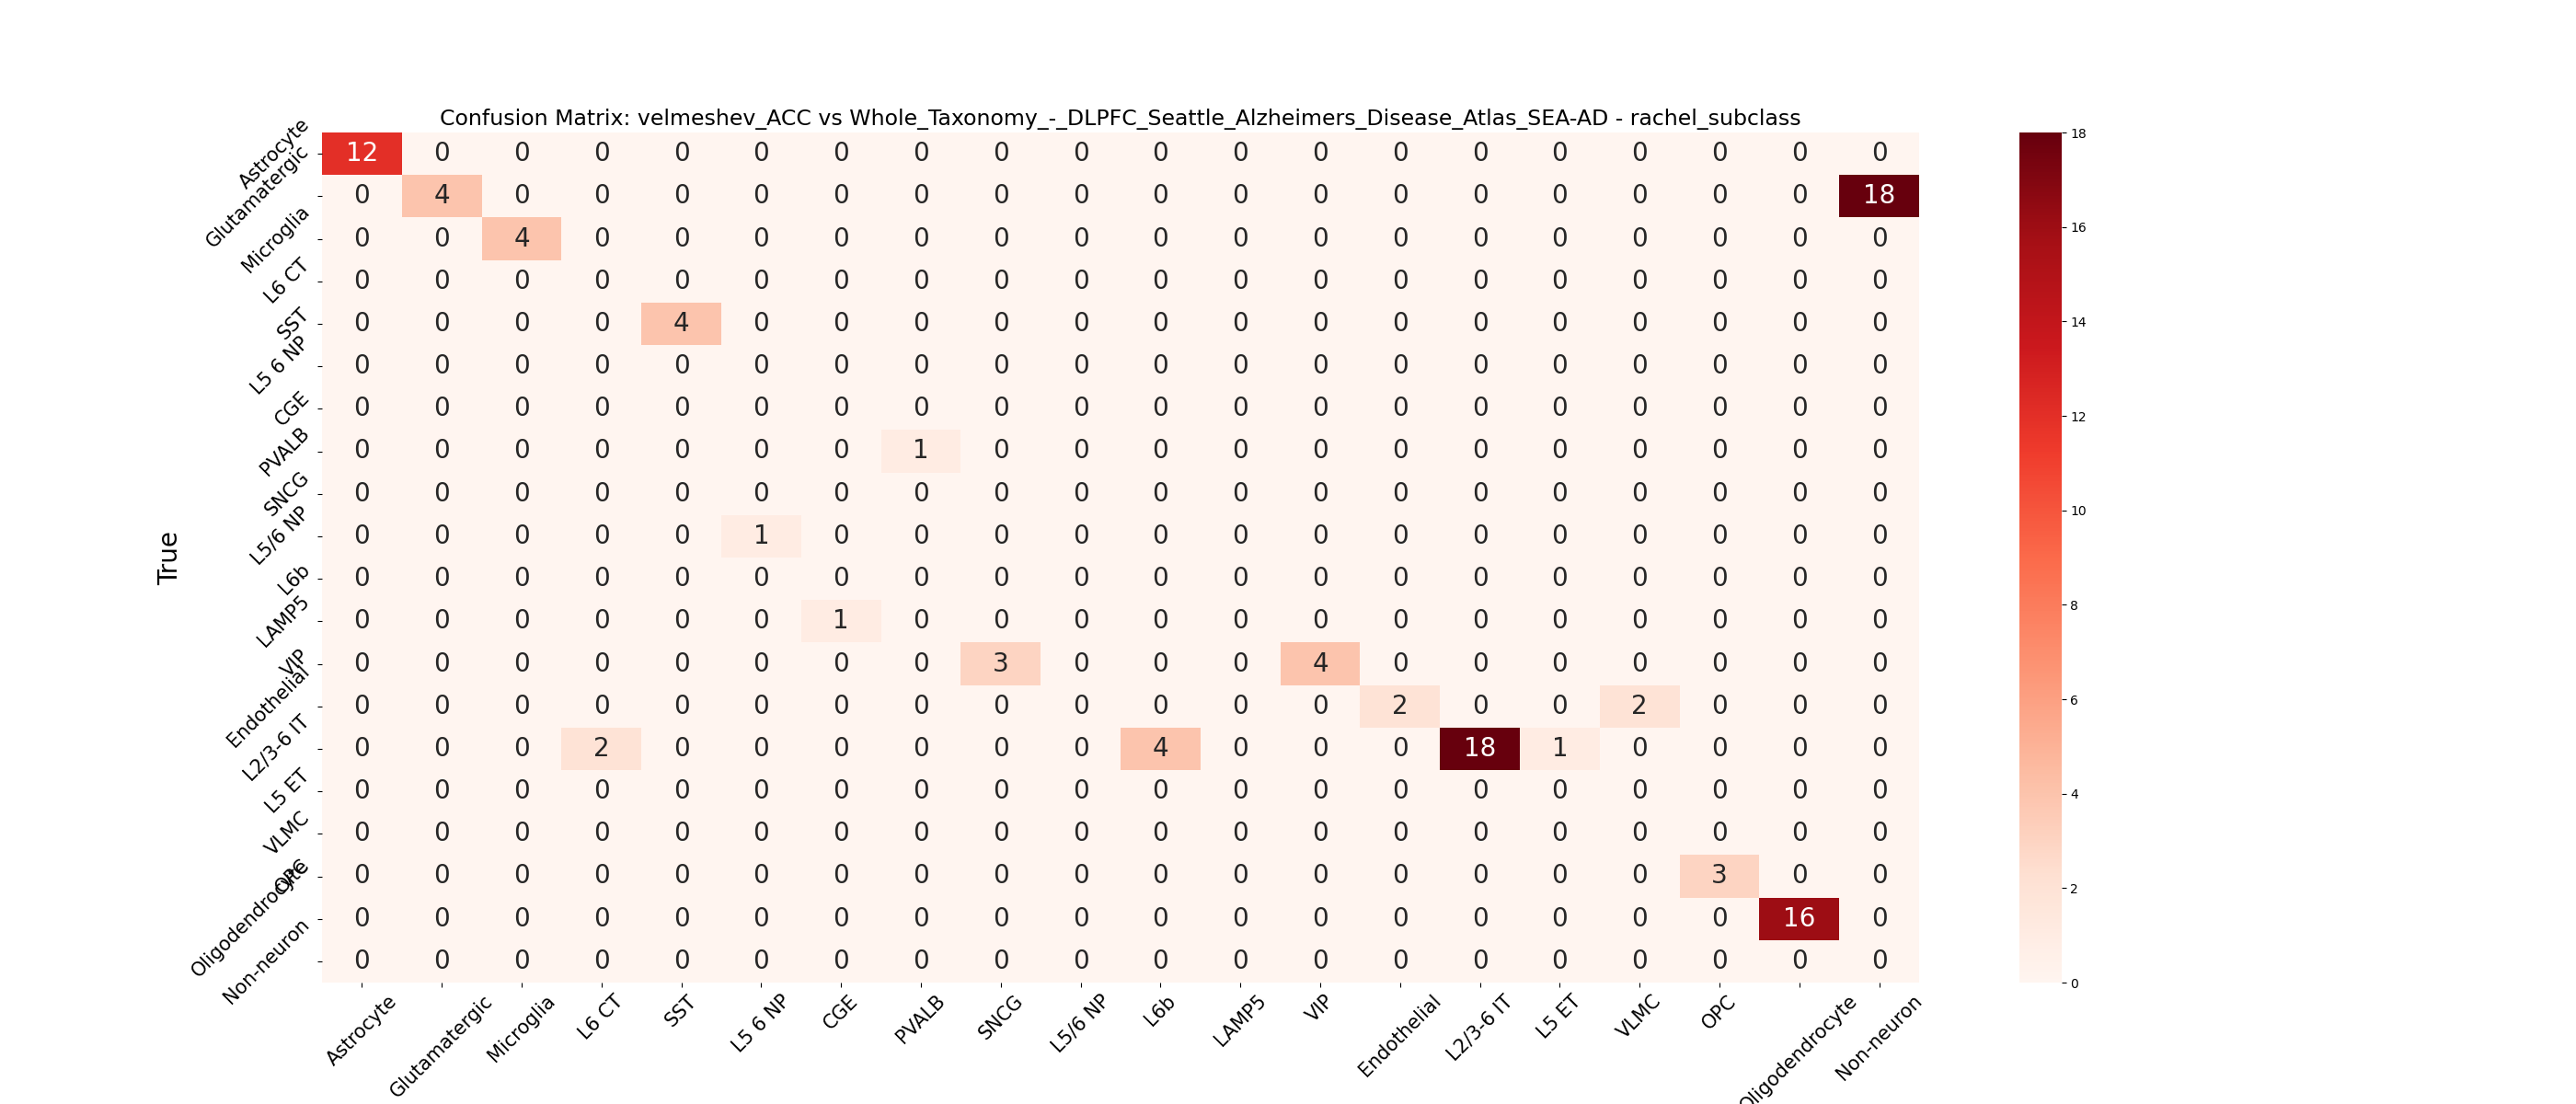 Confusion Matrix: velmeshev_ACC vs Whole_Taxonomy_-_DLPFC_Seattle_Alzheimers_Disease_Atlas_SEA-AD - rachel_subclass
True
Astrocyte 12 0 0 0 0 0 0 0 0 0 0 0 0 0 0 0 0 0 0 0
Glutamatergic 0 4 0 0 0 0 0 0 0 0 0 0 0 0 0 0 0 0 0 18
Microglia 0 0 4 0 0 0 0 0 0 0 0 0 0 0 0 0 0 0 0 0
L6 CT 0 0 0 0 0 0 0 0 0 0 0 0 0 0 0 0 0 0 0 0
SST 0 0 0 0 4 0 0 0 0 0 0 0 0 0 0 0 0 0 0 0
L5 6 NP 0 0 0 0 0 0 0 0 0 0 0 0 0 0 0 0 0 0 0 0
CGE 0 0 0 0 0 0 0 0 0 0 0 0 0 0 0 0 0 0 0 0
PVALB 0 0 0 0 0 0 0 1 0 0 0 0 0 0 0 0 0 0 0 0
SNCG 0 0 0 0 0 0 0 0 0 0 0 0 0 0 0 0 0 0 0 0
L5/6 NP 0 0 0 0 0 1 0 0 0 0 0 0 0 0 0 0 0 0 0 0
L6b 0 0 0 0 0 0 0 0 0 0 0 0 0 0 0 0 0 0 0 0
LAMP5 0 0 0 0 0 0 1 0 0 0 0 0 0 0 0 0 0 0 0 0
VIP 0 0 0 0 0 0 0 0 3 0 0 0 4 0 0 0 0 0 0 0
Endothelial 0 0 0 0 0 0 0 0 0 0 0 0 0 2 0 0 2 0 0 0
L2/3-6 IT 0 0 0 2 0 0 0 0 0 0 4 0 0 0 18 1 0 0 0 0
L5 ET 0 0 0 0 0 0 0 0 0 0 0 0 0 0 0 0 0 0 0 0
VLMC 0 0 0 0 0 0 0 0 0 0 0 0 0 0 0 0 0 0 0 0
OPC 0 0 0 0 0 0 0 0 0 0 0 0 0 0 0 0 0 3 0 0
Oligodendrocyte 0 0 0 0 0 0 0 0 0 0 0 0 0 0 0 0 0 0 16 0
Non-neuron 0 0 0 0 0 0 0 0 0 0 0 0 0 0 0 0 0 0 0 0
Astrocyte Glutamatergic Microglia L6 CT SST L5 6 NP CGE PVALB SNCG L5/6 NP L6b LAMP5 VIP Endothelial L2/3-6 IT L5 ET VLMC OPC Oligodendrocyte Non-neuron
18
16
14
12
10
8
6
4
2
0